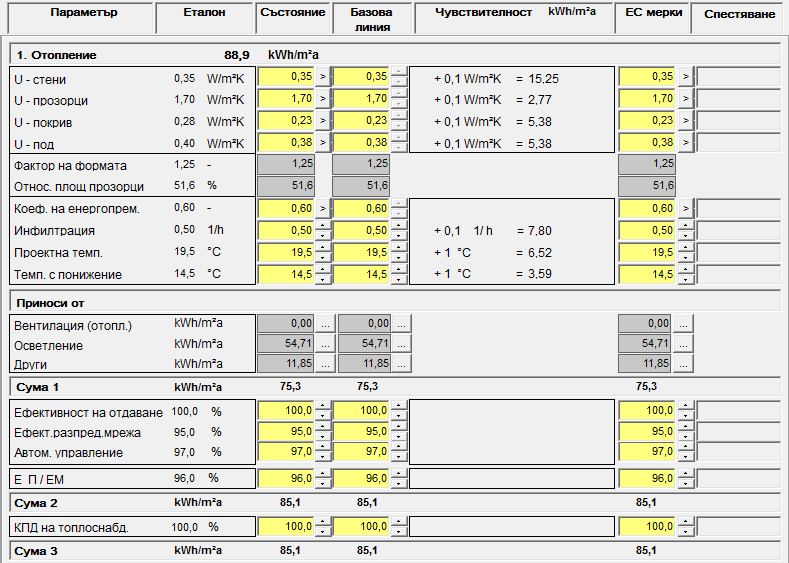 Параметър Еталон Състояние Базова линия Чувствителност kWh/m²a ЕС мерки Спестяване
1. Отопление 88,9 kWh/m²a
U - стени 0,35 W/m²K 0,35 > 0,35 + 0,1 W/m²K = 15,25 0,35 >
U - прозорци 1,70 W/m²K 1,70 > 1,70 + 0,1 W/m²K = 2,77 1,70 >
U - покрив 0,28 W/m²K 0,23 > 0,23 + 0,1 W/m²K = 5,38 0,23 >
U - под 0,40 W/m²K 0,38 > 0,38 + 0,1 W/m²K = 5,38 0,38 >
Фактор на формата 1,25 - 1,25 1,25 1,25
Относ. площ прозорци 51,6 % 51,6 51,6 51,6
Коеф. на енергопрем. 0,60 - 0,60 > 0,60 0,60 >
Инфилтрация 0,50 1/h 0,50 0,50 + 0,1 1/ h = 7,80 0,50
Проектна темп. 19,5 °C 19,5 19,5 + 1 °C = 6,52 19,5
Темп. с понижение 14,5 °C 14,5 14,5 + 1 °C = 3,59 14,5
Приноси от
Вентилация (отопл.) kWh/m²a 0,00 ... 0,00 ... 0,00 ...
Осветление kWh/m²a 54,71 ... 54,71 ... 54,71 ...
Други kWh/m²a 11,85 ... 11,85 ... 11,85 ...
Сума 1 kWh/m²a 75,3 75,3 75,3
Ефективност на отдаване 100,0 % 100,0 100,0 100,0
Ефект.разпред.мрежа 95,0 % 95,0 95,0 95,0
Автом. управление 97,0 % 97,0 97,0 97,0
Е П / ЕМ 96,0 % 96,0 96,0 96,0
Сума 2 kWh/m²a 85,1 85,1 85,1
КПД на топлоснабд. 100,0 % 100,0 100,0 100,0
Сума 3 kWh/m²a 85,1 85,1 85,1